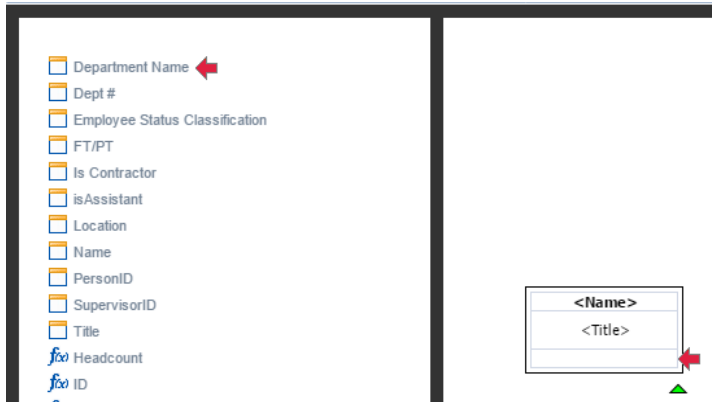 Department Name
Dept #
Employee Status Classification
FT/PT
Is Contractor
isAssistant
Location
Name
PersonID
SupervisorID
Title
f(x) Headcount
f(x) ID
<Name>
<Title>